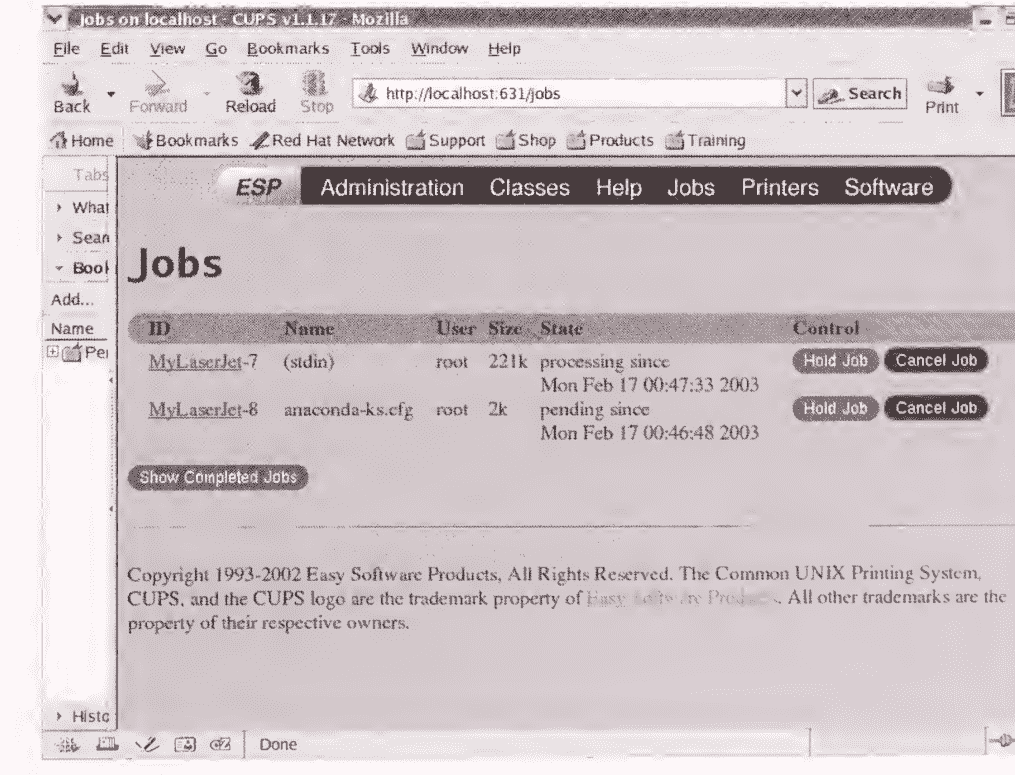 Jobs on localhost - CUPS v1.1.17 - Mozilla
File Edit View Go Bookmarks Tools Window Help
Back Forward Reload Stop http://localhost:631/jobs Search Print
Home Bookmarks Red Hat Network Support Shop Products Training
Tabs
What
Sear
Book
Add...
Name
Per
Histo
ESP Administration Classes Help Jobs Printers Software
Jobs
ID Name User Size State Control
MyLaserJet-7 (stdin) root 221k processing since Hold Job Cancel Job
Mon Feb 17 00:47:33 2003
MyLaserJet-8 anaconda-ks.cfg root 2k pending since Hold Job Cancel Job
Mon Feb 17 00:46:48 2003
Show Completed Jobs
Copyright 1993-2002 Easy Software Products, All Rights Reserved. The Common UNIX Printing System,
CUPS, and the CUPS logo are the trademark property of Easy Software Products. All other trademarks are the
property of their respective owners.
Done